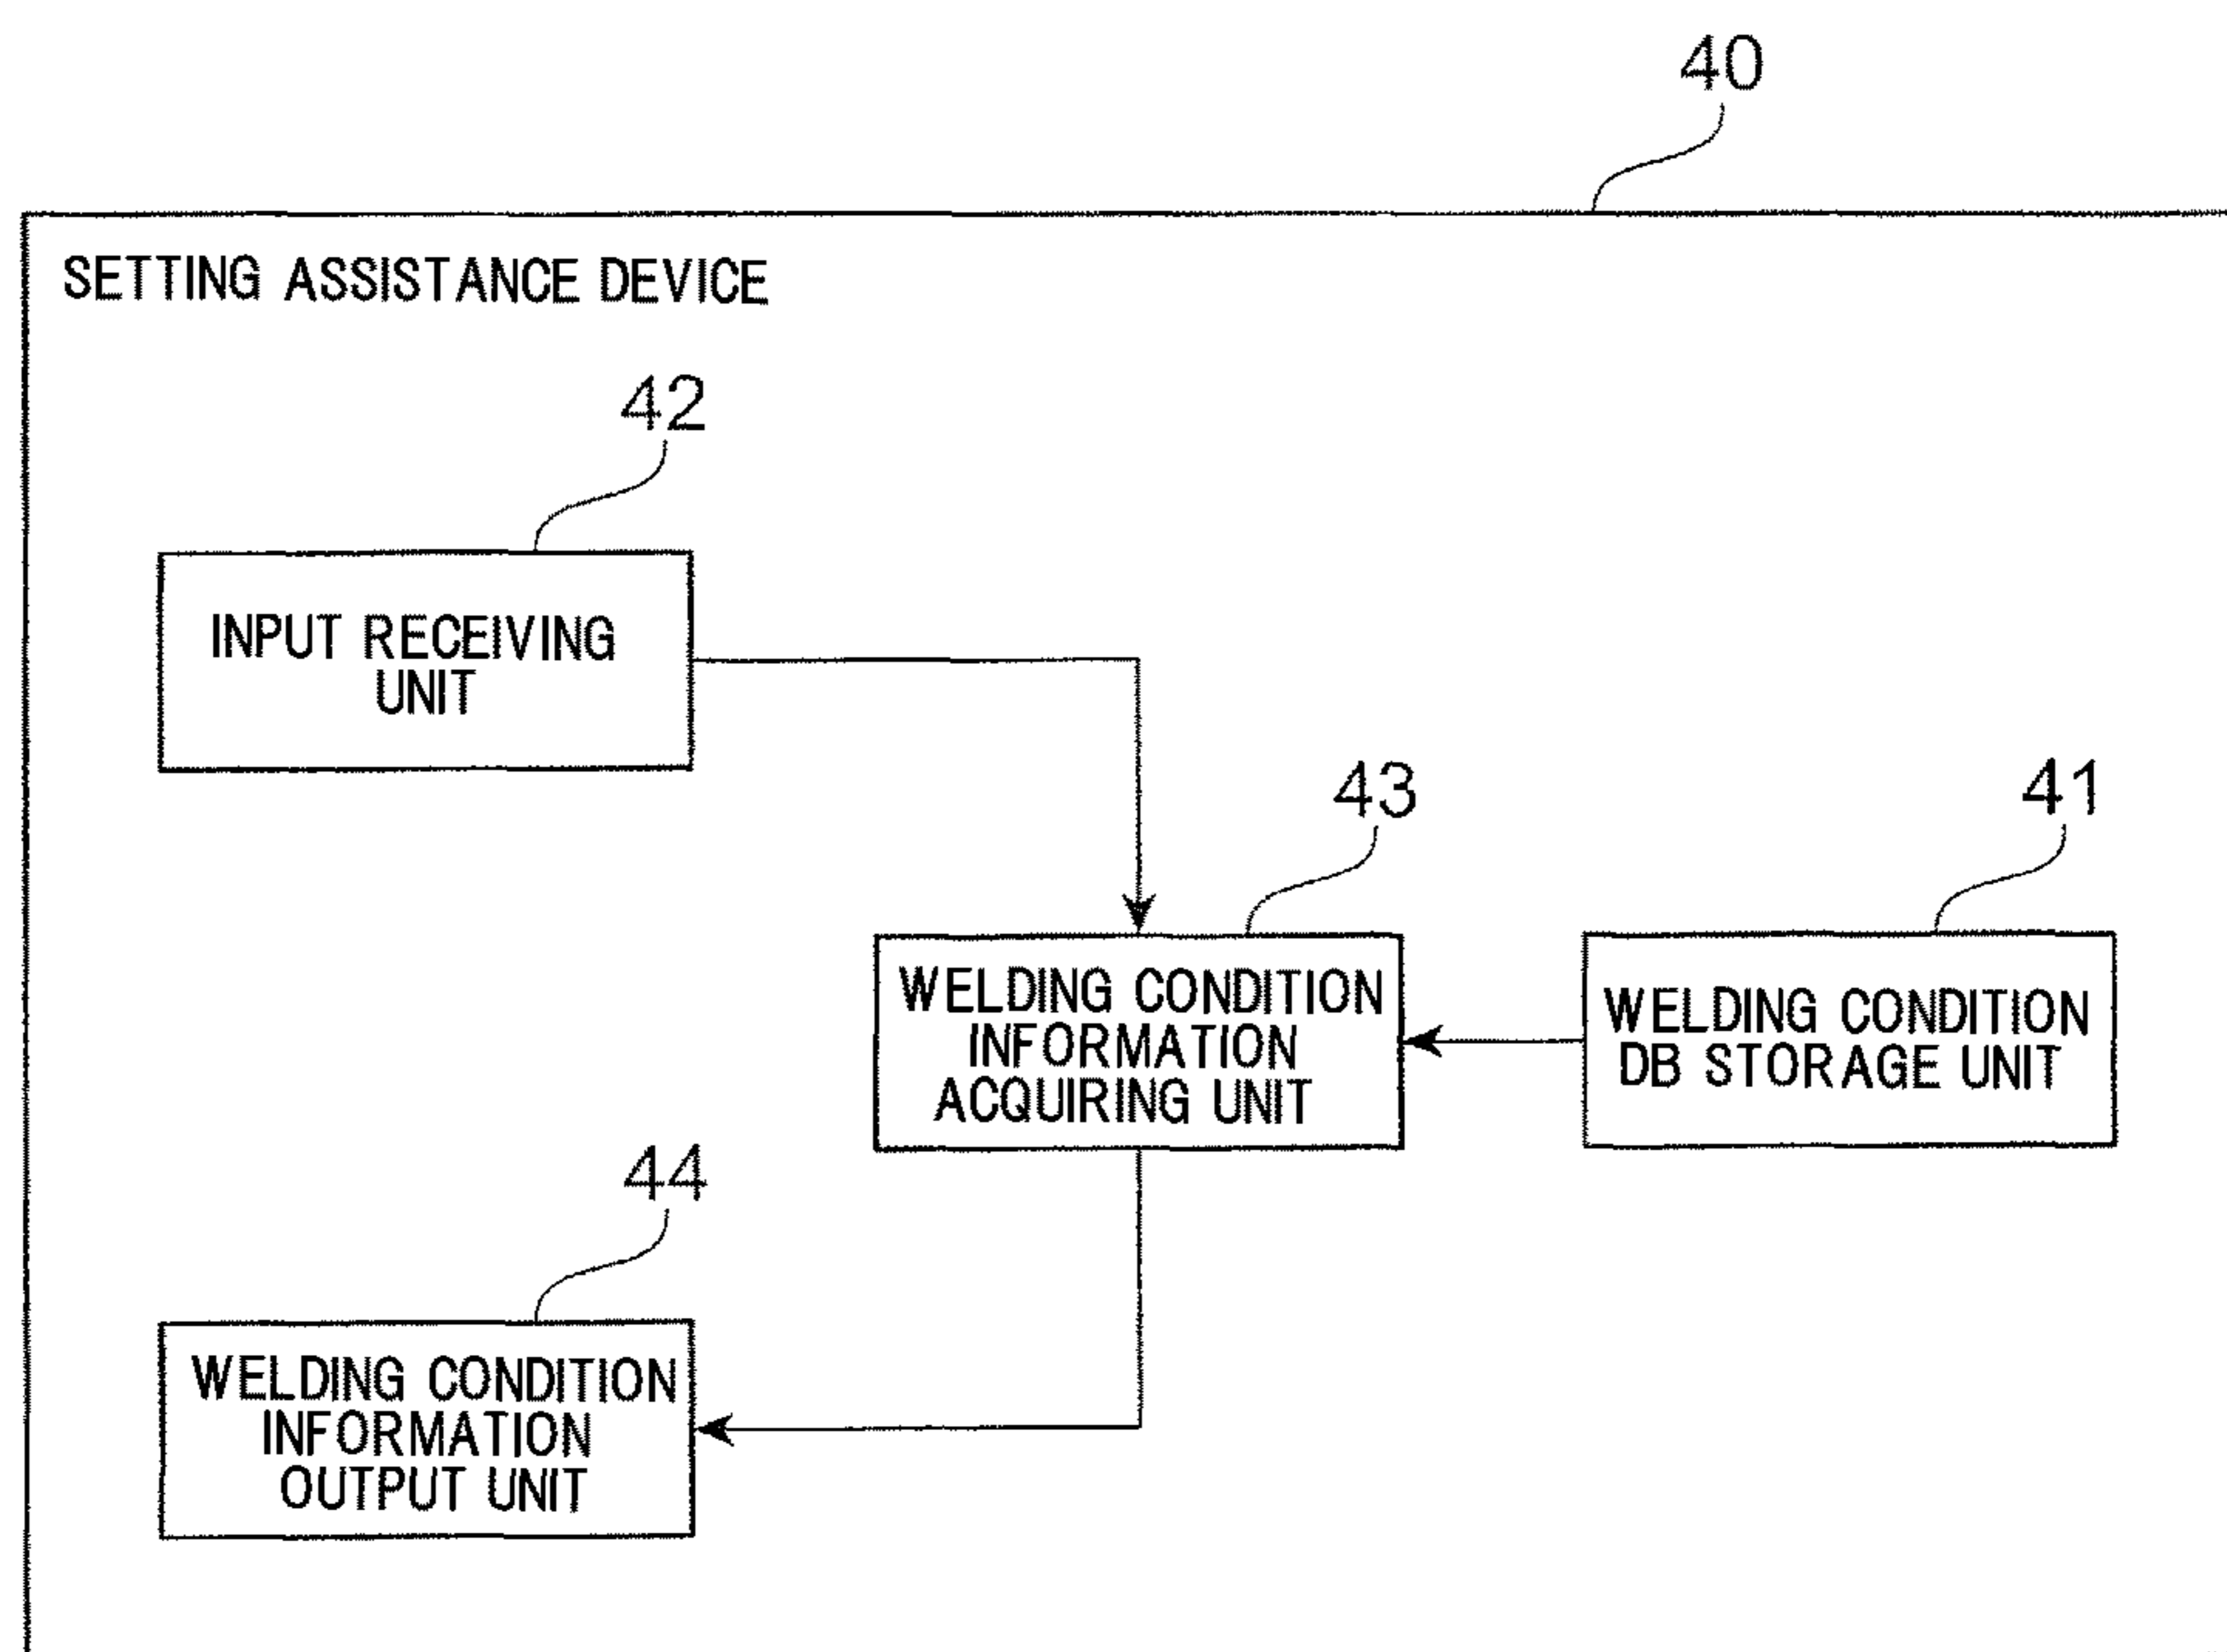 40
SETTING ASSISTANCE DEVICE
42
INPUT RECEIVING
UNIT
43
WELDING CONDITION
INFORMATION
ACQUIRING UNIT
41
WELDING CONDITION
DB STORAGE UNIT
44
WELDING CONDITION
INFORMATION
OUTPUT UNIT